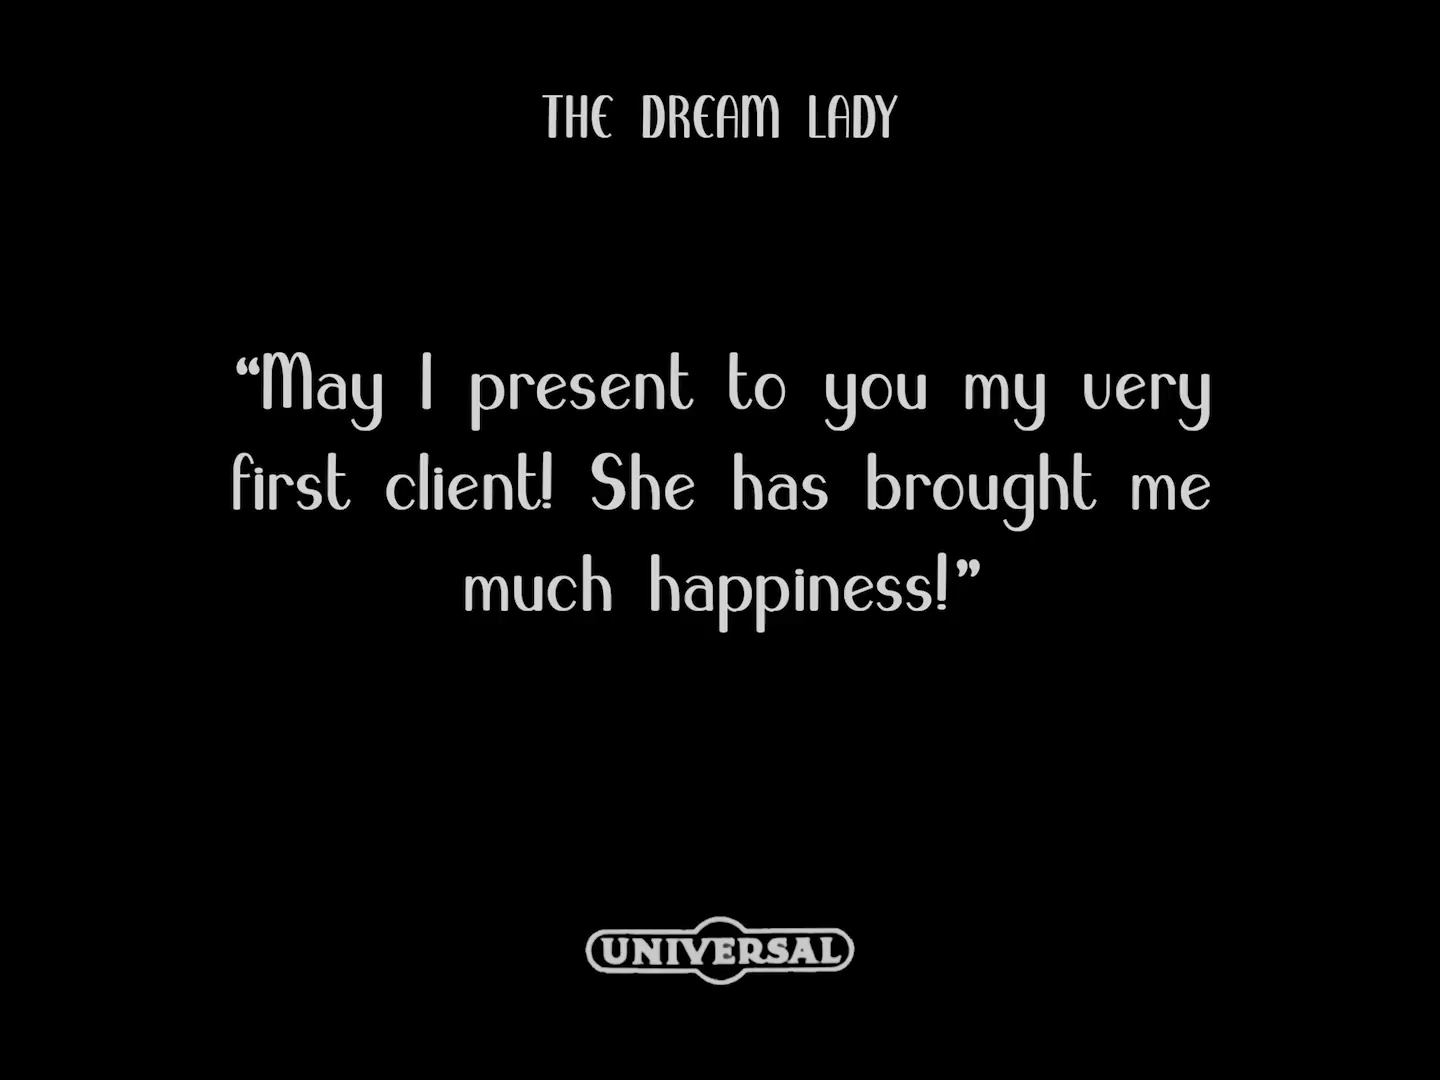 THE DREAM LADY
“May I present to you my very
first client! She has brought me
much happiness!”
UNIVERSAL